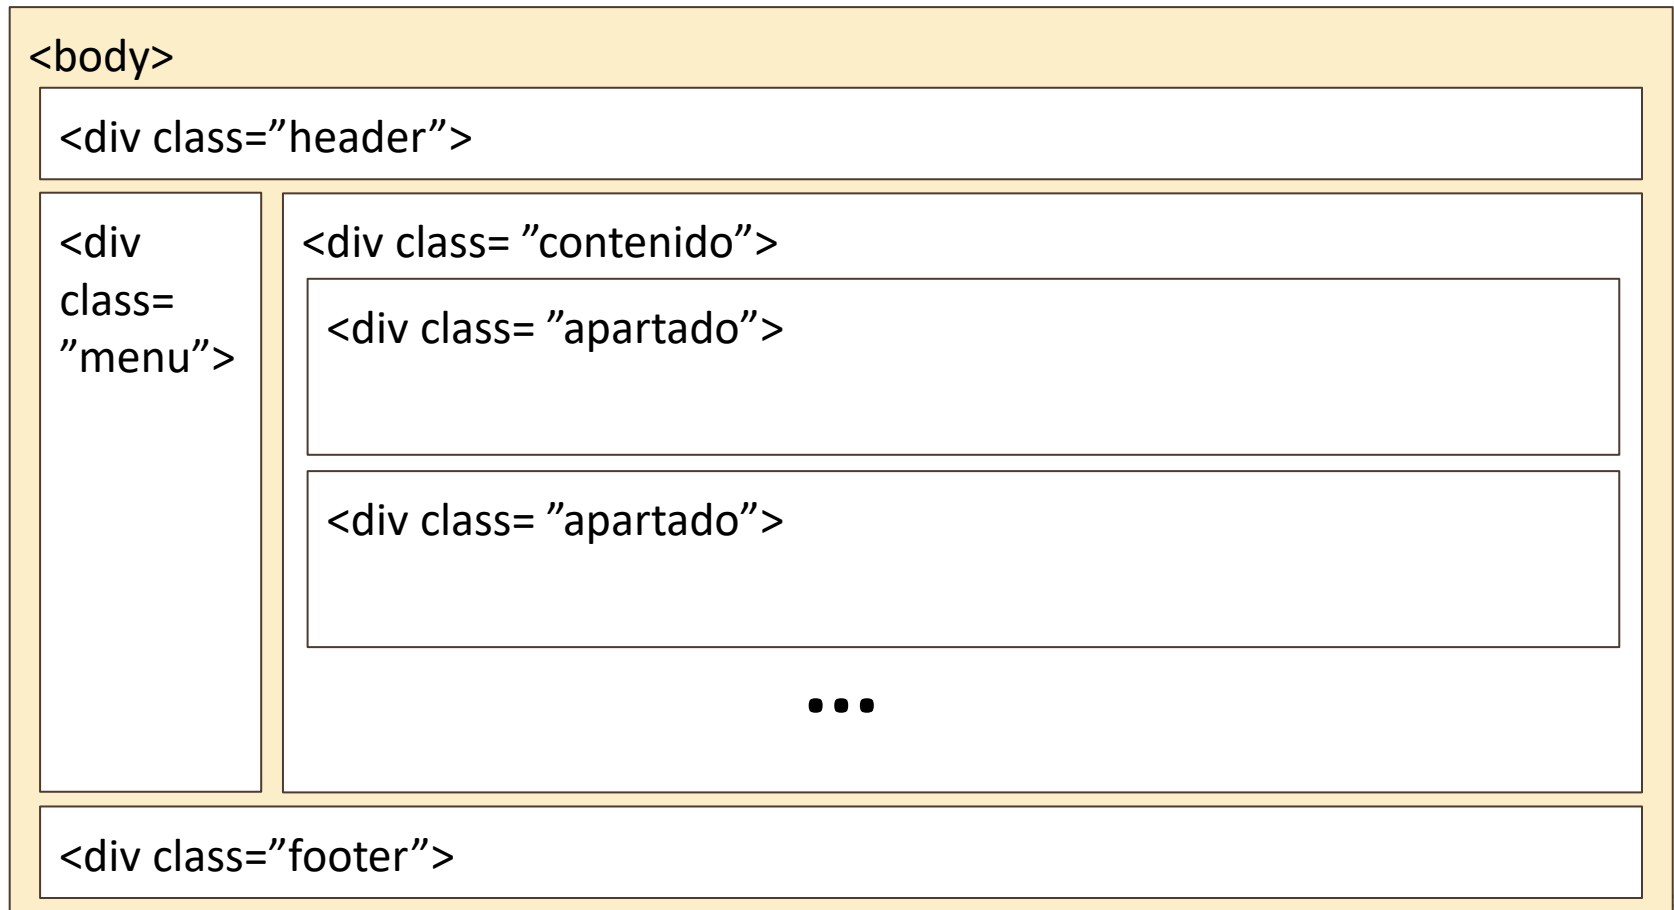 <body>
<div class=”header”>
<div
class=
”menu”>
<div class= ”contenido”>
<div class= ”apartado”>
<div class= ”apartado”>
...
<div class=”footer”>